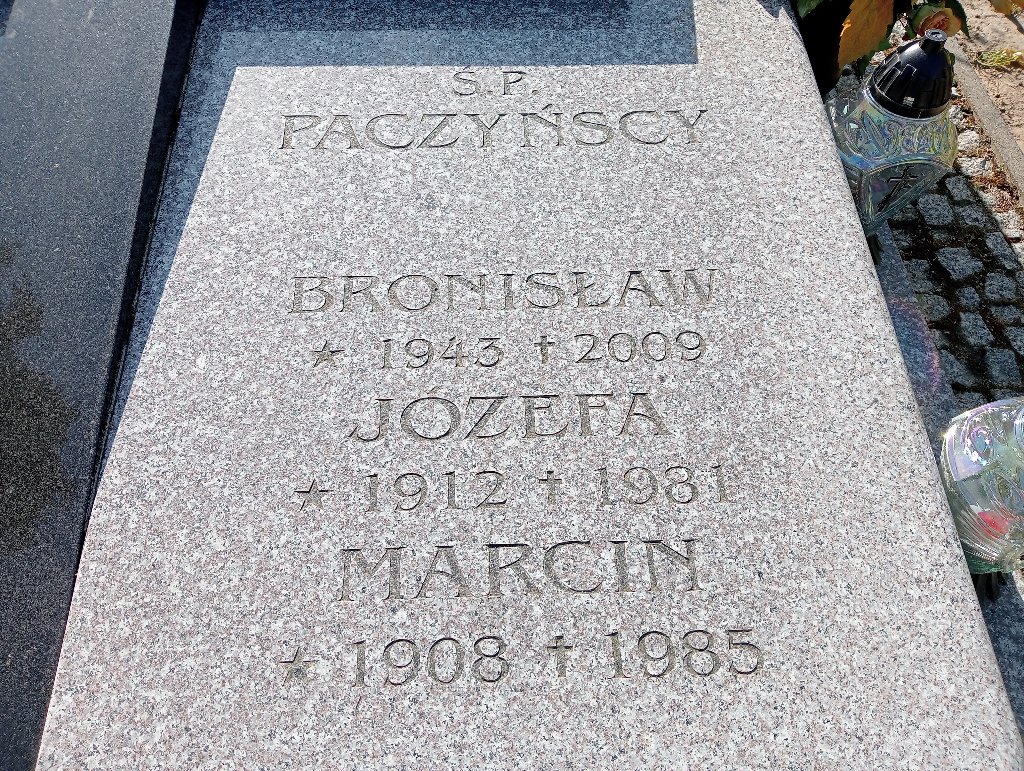 Ś.P.
PACZYŃSCY
BRONISŁAW
★ 1943 ✝ 2009
JÓZEFA
★ 1912 ✝ 1981
MARCIN
★ 1908 ✝ 1985